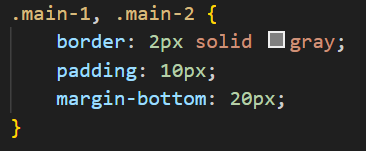 .main-1, .main-2 {
    border: 2px solid gray;
    padding: 10px;
    margin-bottom: 20px;
}